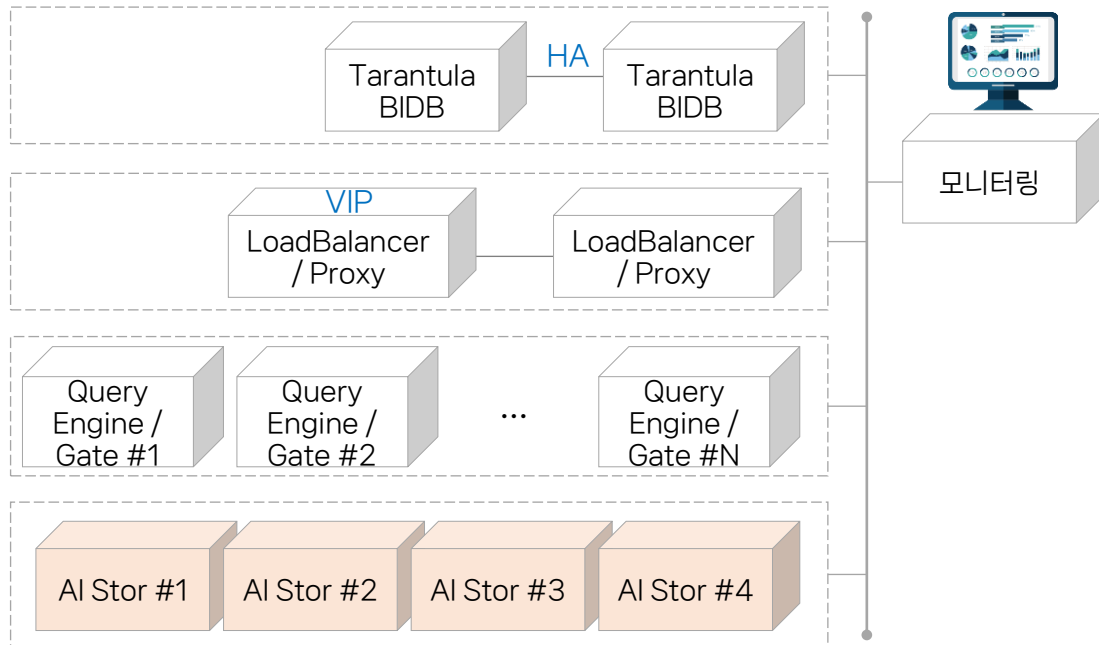 HA
Tarantula
BIDB
Tarantula
BIDB
모니터링
VIP
LoadBalancer
/ Proxy
LoadBalancer
/ Proxy
Query
Engine /
Gate #1
Query
Engine /
Gate #2
...
Query
Engine /
Gate #N
AI Stor #1
AI Stor #2
AI Stor #3
AI Stor #4